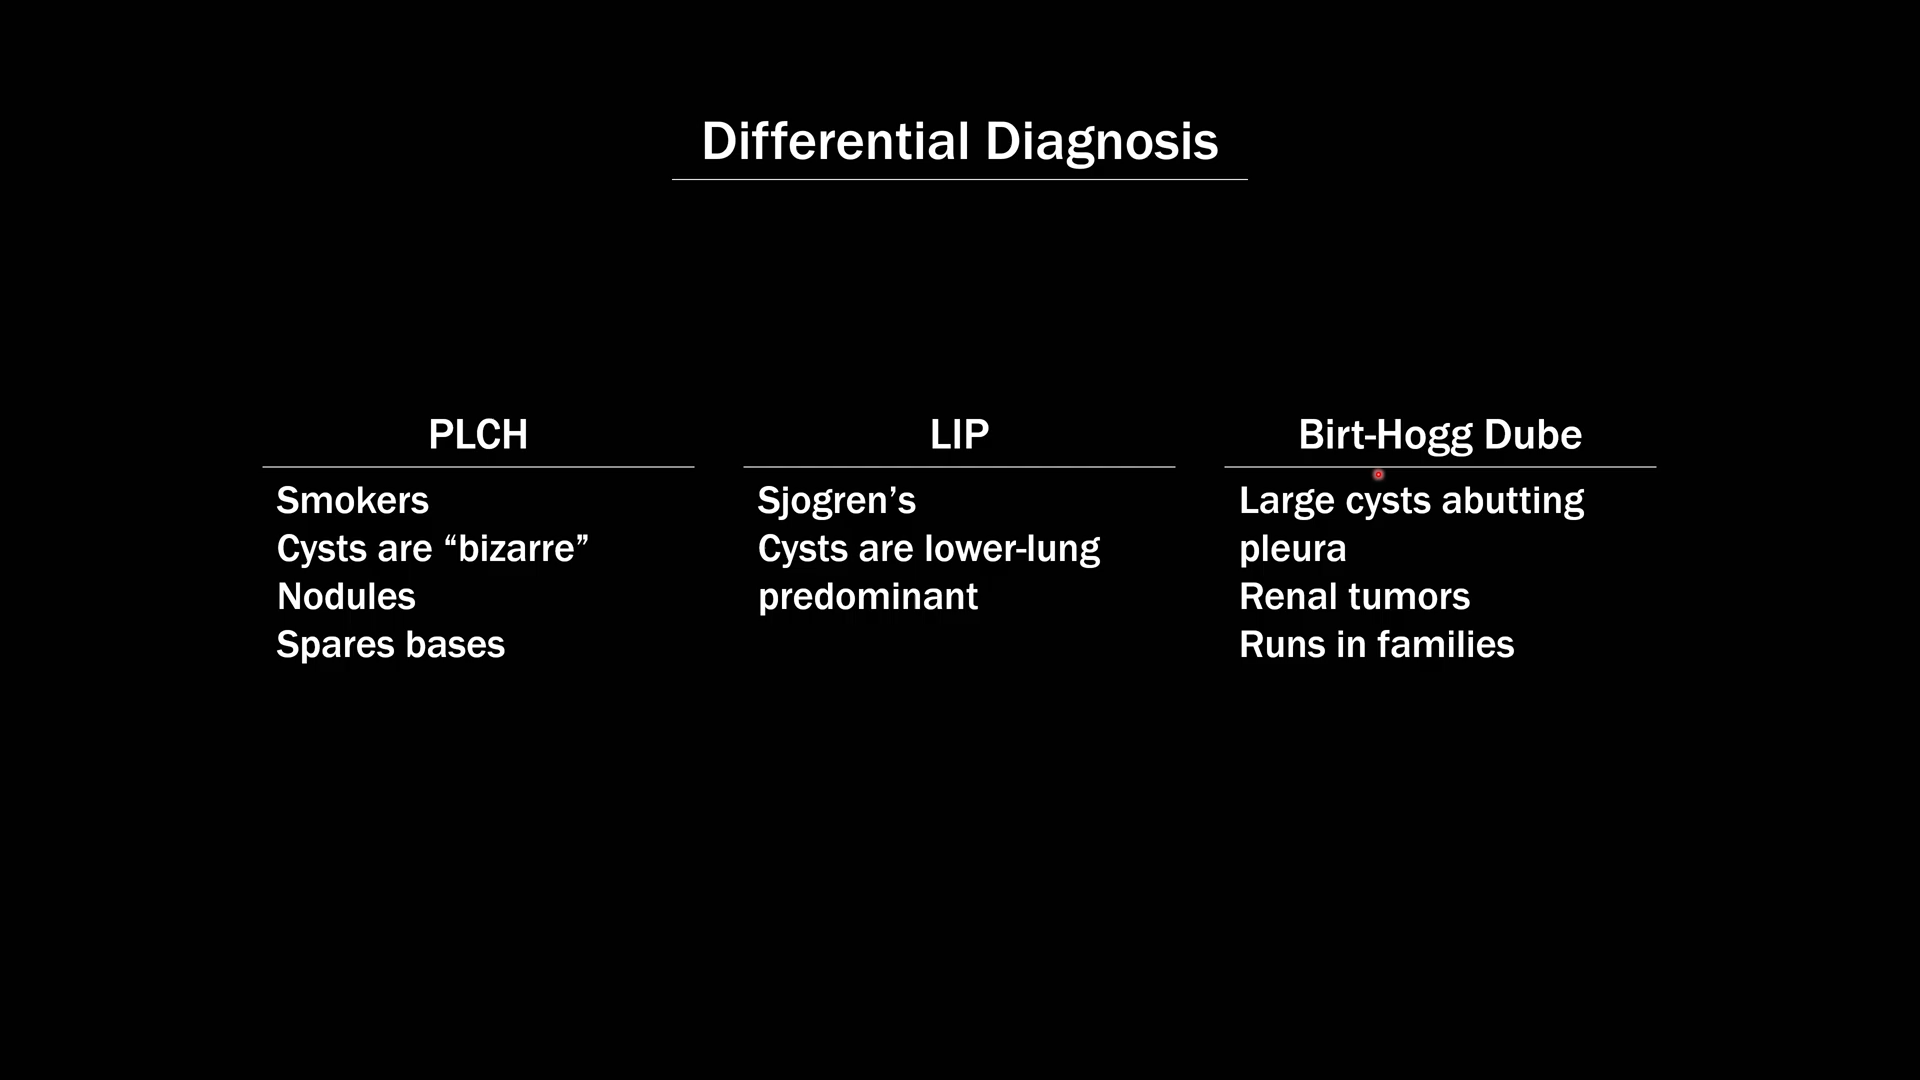 Differential Diagnosis
PLCH
Smokers
Cysts are “bizarre”
Nodules
Spares bases
LIP
Sjogren’s
Cysts are lower-lung
predominant
Birt-Hogg Dube
Large cysts abutting
pleura
Renal tumors
Runs in families